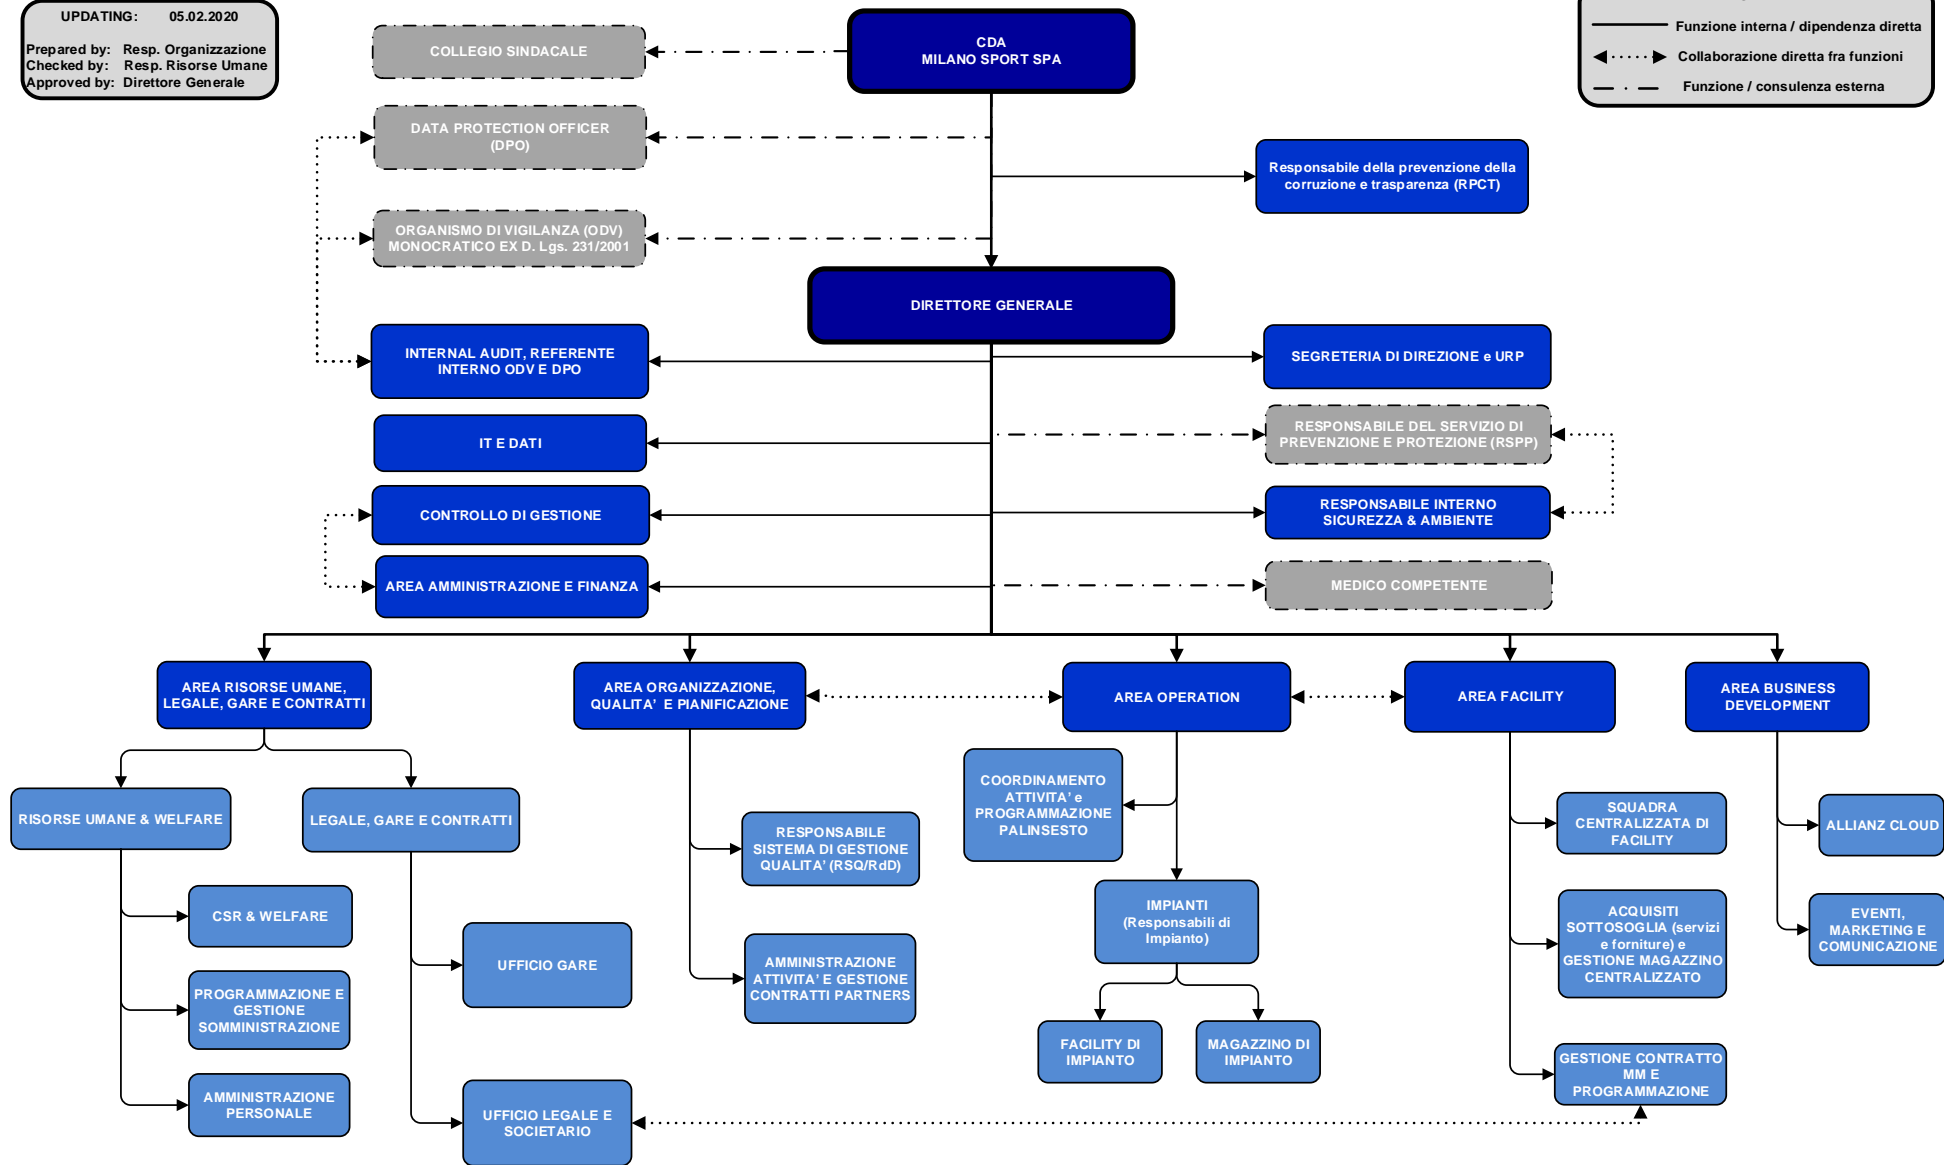 UPDATING: 05.02.2020
Prepared by: Resp. Organizzazione
Checked by: Resp. Risorse Umane
Approved by: Direttore Generale
COLLEGIO SINDACALE
CDA
MILANO SPORT SPA
Funzione interna / dipendenza diretta
Collaborazione diretta fra funzioni
Funzione / consulenza esterna
DATA PROTECTION OFFICER
(DPO)
Responsabile della prevenzione della
corruzione e trasparenza (RPCT)
ORGANISMO DI VIGILANZA (ODV)
MONOCRATICO EX D. Lgs. 231/2001
DIRETTORE GENERALE
INTERNAL AUDIT, REFERENTE
INTERNO ODV E DPO
SEGRETERIA DI DIREZIONE e URP
IT E DATI
RESPONSABILE DEL SERVIZIO DI
PREVENZIONE E PROTEZIONE (RSPP)
CONTROLLO DI GESTIONE
RESPONSABILE INTERNO
SICUREZZA & AMBIENTE
AREA AMMINISTRAZIONE E FINANZA
MEDICO COMPETENTE
AREA RISORSE UMANE,
LEGALE, GARE E CONTRATTI
AREA ORGANIZZAZIONE,
QUALITA' E PIANIFICAZIONE
AREA OPERATION
AREA FACILITY
AREA BUSINESS
DEVELOPMENT
RISORSE UMANE & WELFARE
LEGALE, GARE E CONTRATTI
RESPONSABILE
SISTEMA DI GESTIONE
QUALITA' (RSQ/RdD)
COORDINAMENTO
ATTIVITA' e
PROGRAMMAZIONE
PALINSESTO
SQUADRA
CENTRALIZZATA DI
FACILITY
ALLIANZ CLOUD
CSR & WELFARE
UFFICIO GARE
AMMINISTRAZIONE
ATTIVITA' E GESTIONE
CONTRATTI PARTNERS
IMPIANTI
(Responsabili di
Impianto)
ACQUISITI
SOTTOSOGLIA (servizi
e forniture) e
GESTIONE MAGAZZINO
CENTRALIZZATO
EVENTI,
MARKETING E
COMUNICAZIONE
PROGRAMMAZIONE E
GESTIONE
SOMMINISTRAZIONE
FACILITY DI
IMPIANTO
MAGAZZINO DI
IMPIANTO
AMMINISTRAZIONE
PERSONALE
UFFICIO LEGALE E
SOCIETARIO
GESTIONE CONTRATTO
MM E
PROGRAMMAZIONE